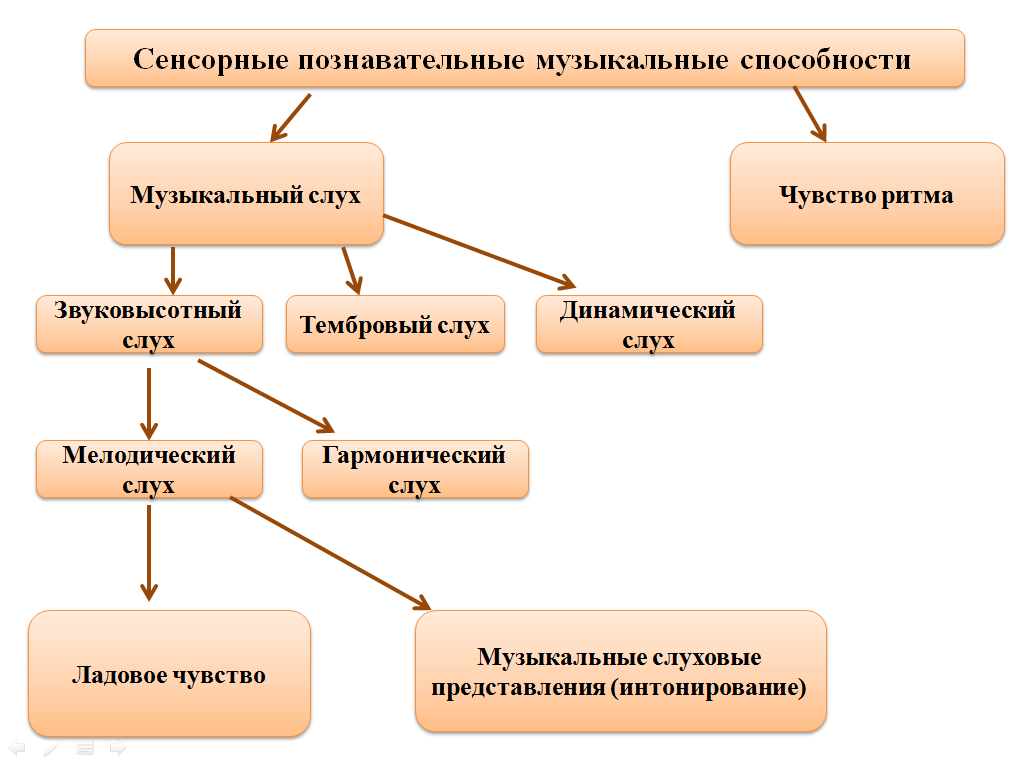 Сенсорные познавательные музыкальные способности
Музыкальный слух
Чувство ритма
Звуковысотный
слух
Тембровый слух
Динамический
слух
Мелодический
слух
Гармонический
слух
Ладовое чувство
Музыкальные слуховые
представления (интонирование)